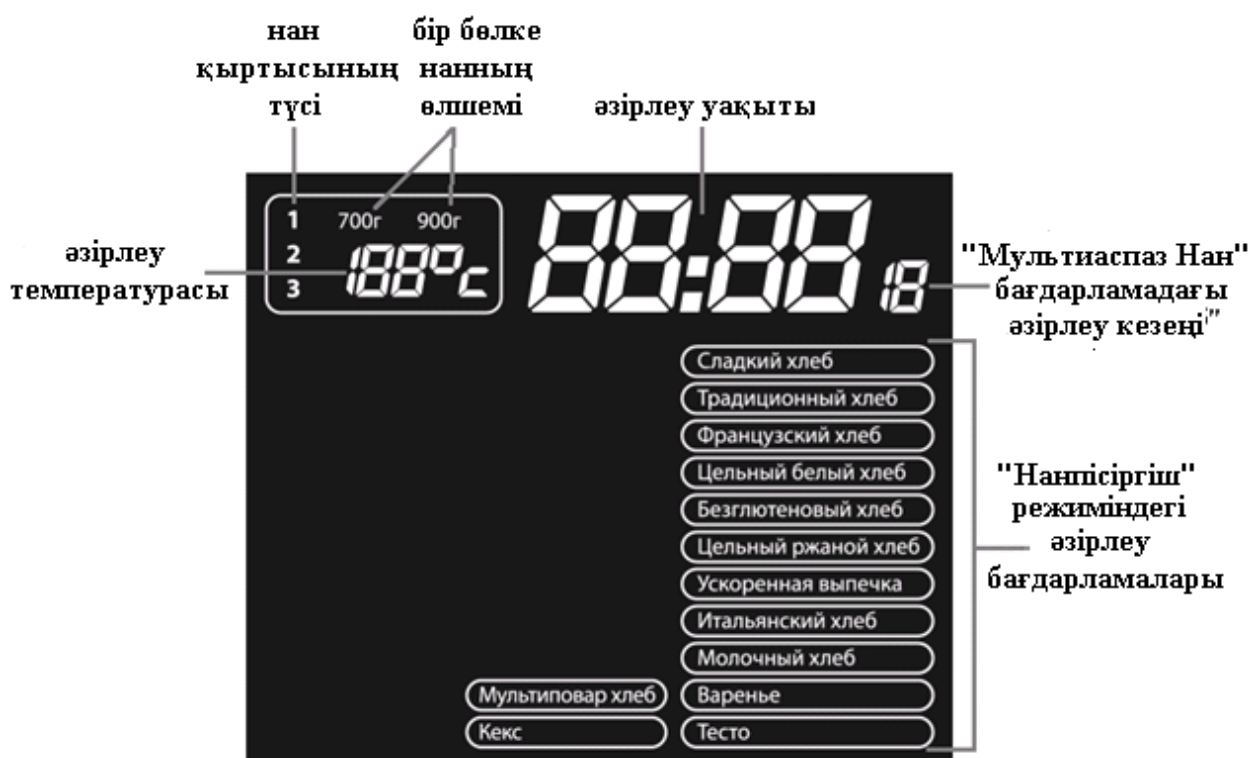 нан
қыртысының
түсі
бір бөлке
нанның
өлшемі
әзірлеу уақыты
1
2
3
700г 900г
188°c
88:88
18
әзірлеу
температурасы
"Мультиаспаз Нан"
бағдарламадағы
әзірлеу кезеңі"
Сладкий хлеб
Традиционный хлеб
Французский хлеб
Цельный белый хлеб
Безглютеновый хлеб
Цельный ржаной хлеб
Ускоренная выпечка
Итальянский хлеб
Молочный хлеб
Мультиповар хлеб
Варенье
Кекс
Тесто
"Нанпісіргіш"
режиміндегі
әзірлеу
бағдарламалары